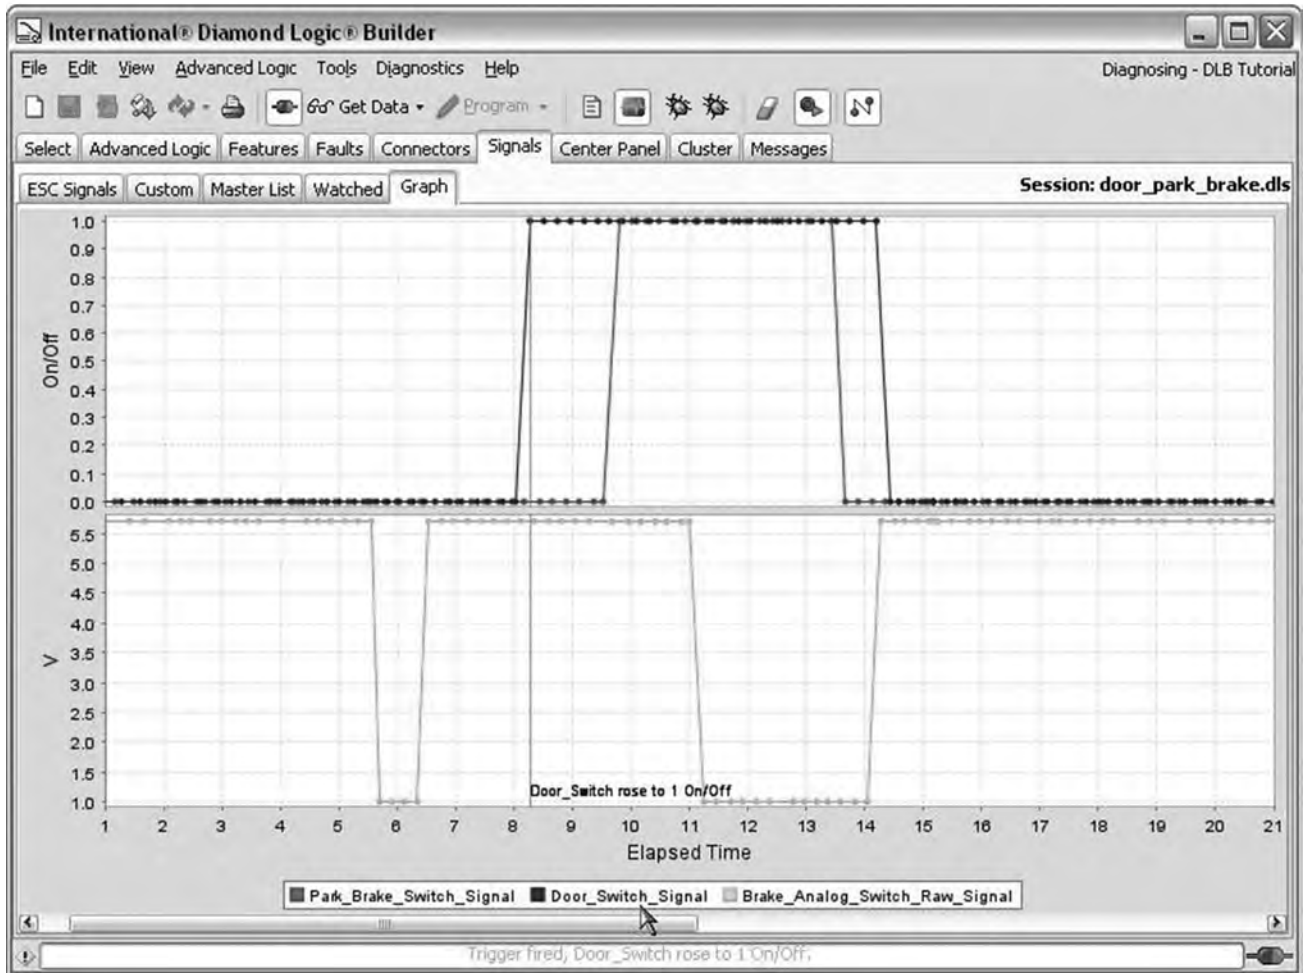 International® Diamond Logic® Builder
File Edit View Advanced Logic Tools Diagnostics Help Diagnosing - DLB Tutorial
Get Data Program
Select Advanced Logic Features Faults Connectors Signals Center Panel Cluster Messages
ESC Signals Custom Master List Watched Graph Session: door_park_brake.dls
1.0
0.9
0.8
0.7
0.6
0.5
0.4
0.3
0.2
0.1
0.0
On/Off
5.5
5.0
4.5
4.0
3.5
3.0
2.5
2.0
1.5
1.0
V
Door_Switch rose to 1 On/Off
1 2 3 4 5 6 7 8 9 10 11 12 13 14 15 16 17 18 19 20 21
Elapsed Time
Park_Brake_Switch_Signal Door_Switch_Signal Brake_Analog_Switch_Raw_Signal
Trigger fired, Door_Switch rose to 1 On/Off.